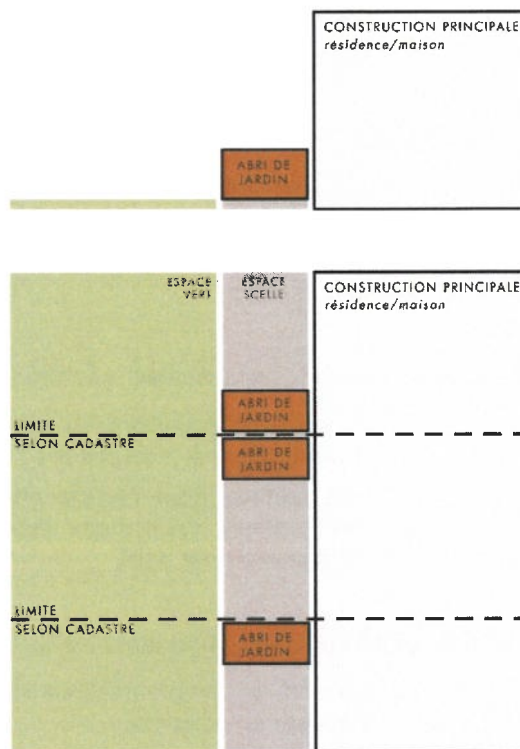 CONSTRUCTION PRINCIPALE
résidence/maison
ABRI DE
JARDIN
ESPACE
VERT
ESPACE
SCELLE
CONSTRUCTION PRINCIPALE
résidence/maison
ABRI DE
JARDIN
LIMITE
SELON CADASTRE
ABRI DE
JARDIN
LIMITE
SELON CADASTRE
ABRI DE
JARDIN